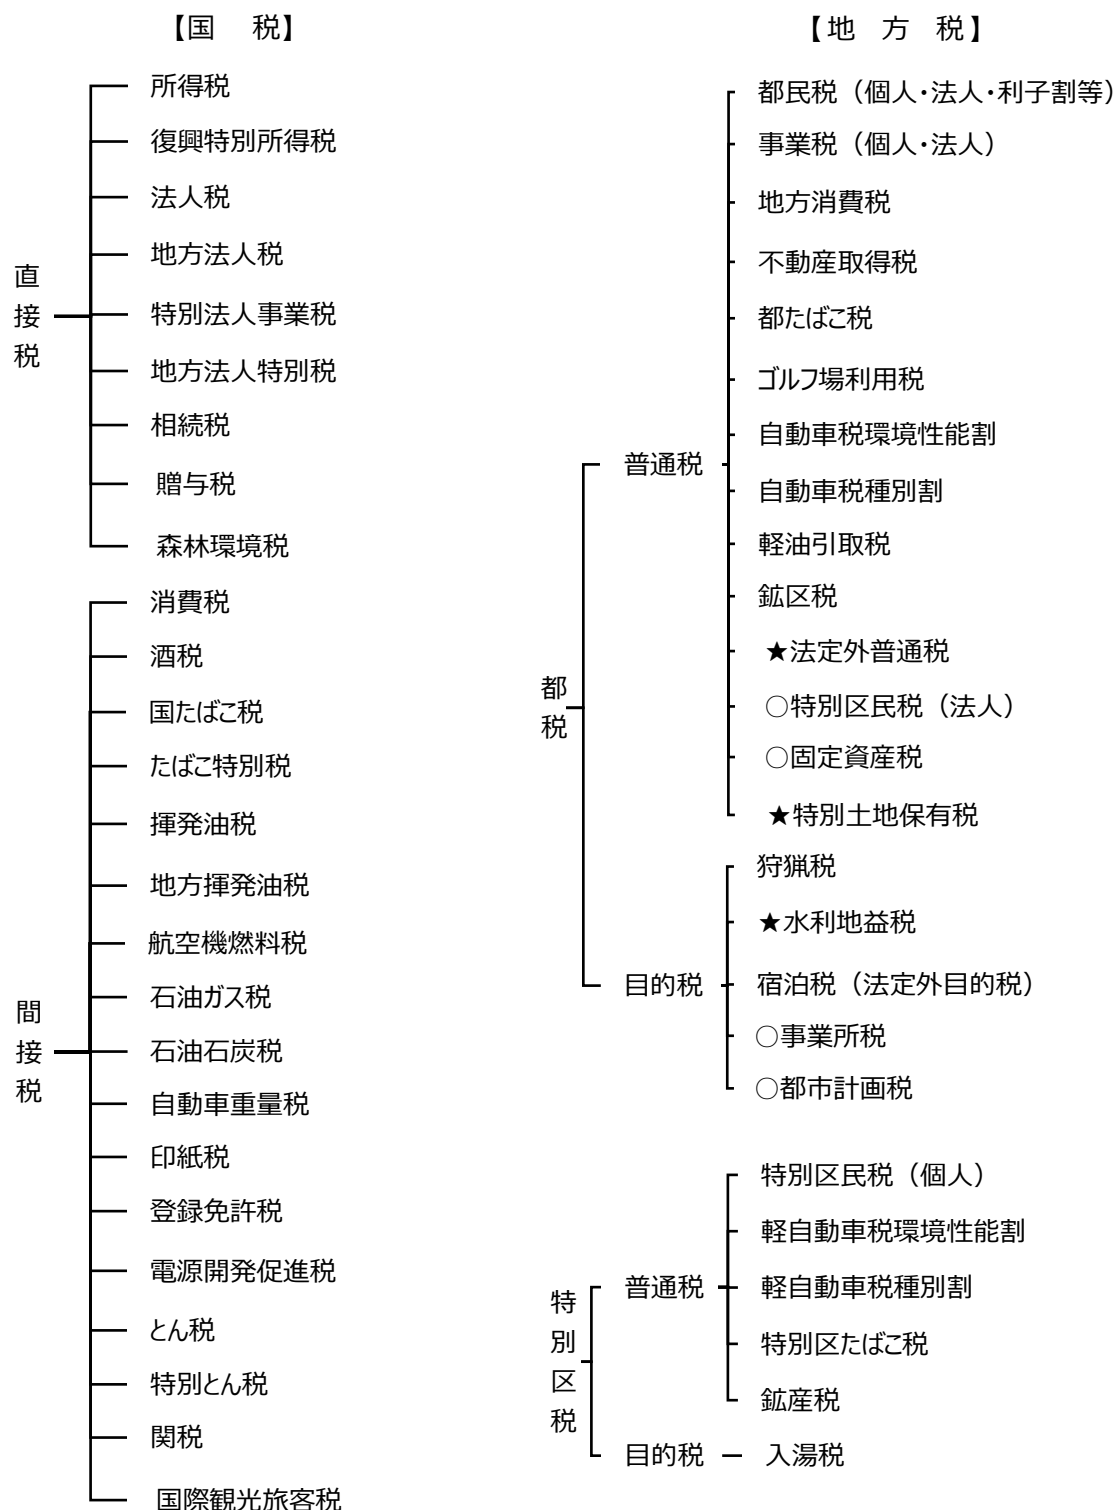 【国　税】
直接税
所得税
復興特別所得税
法人税
地方法人税
特別法人事業税
地方法人特別税
相続税
贈与税
森林環境税
間接税
消費税
酒税
国たばこ税
たばこ特別税
揮発油税
地方揮発油税
航空機燃料税
石油ガス税
石油石炭税
自動車重量税
印紙税
登録免許税
電源開発促進税
とん税
特別とん税
関税
国際観光旅客税
【地　方　税】
都税
普通税
都民税（個人・法人・利子割等）
事業税（個人・法人）
地方消費税
不動産取得税
都たばこ税
ゴルフ場利用税
自動車税環境性能割
自動車税種別割
軽油引取税
鉱区税
★法定外普通税
○特別区民税（法人）
○固定資産税
★特別土地保有税
目的税
狩猟税
★水利地益税
宿泊税（法定外目的税）
○事業所税
○都市計画税
特別区税
普通税
特別区民税（個人）
軽自動車税環境性能割
軽自動車税種別割
特別区たばこ税
鉱産税
目的税
入湯税